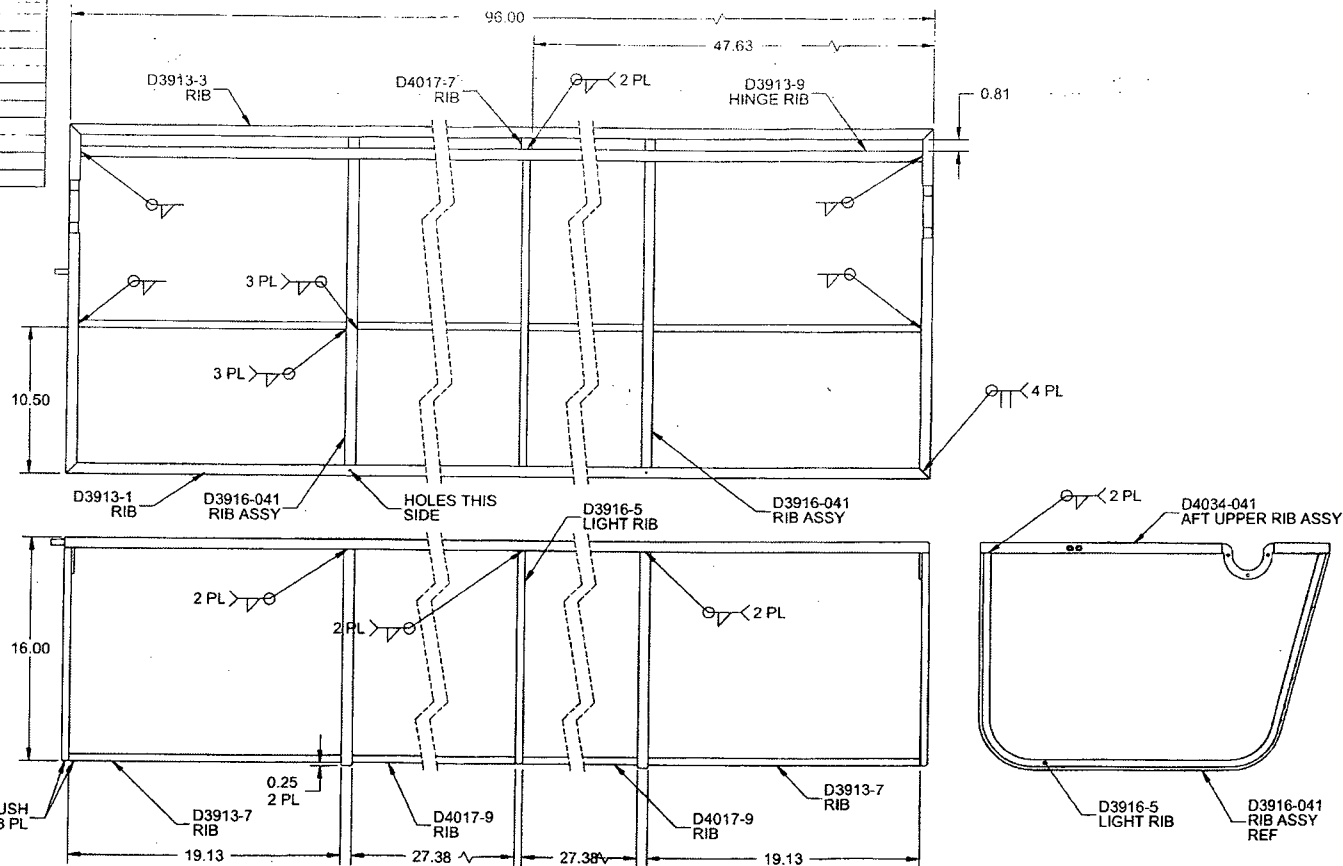 96.00
47.63
D3913-3
RIB
D4017-7
RIB
2 PL
D3913-9
HINGE RIB
0.81
3 PL
3 PL
10.50
4 PL
D3913-1
RIB
D3916-041
RIB ASSY
HOLES THIS
SIDE
D3916-5
LIGHT RIB
D3916-041
RIB ASSY
2 PL
D4034-041
AFT UPPER RIB ASSY
2 PL
2 PL
2 PL
16.00
0.25
2 PL
USH
PL
D3913-7
RIB
D4017-9
RIB
D4017-9
RIB
D3913-7
RIB
D3916-5
LIGHT RIB
D3916-041
RIB ASSY
REF
19.13
27.38
27.38
19.13